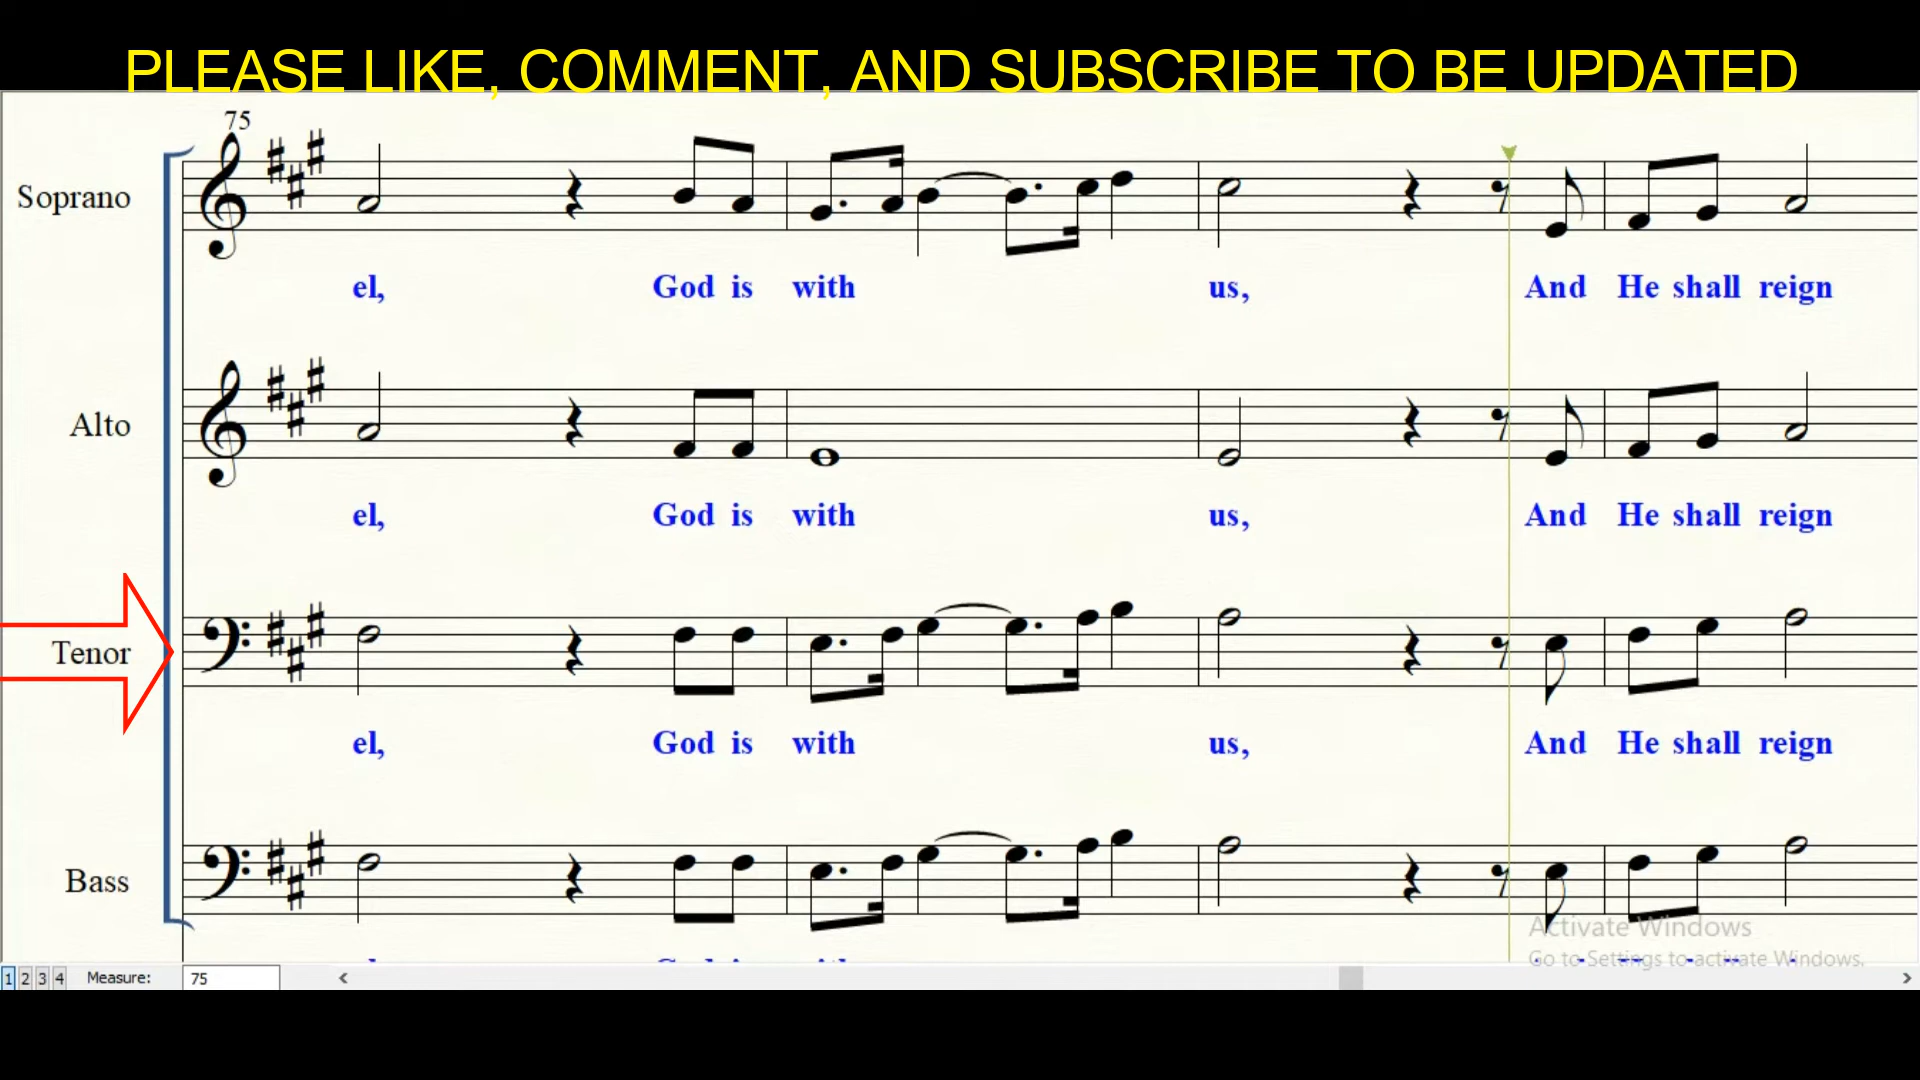 PLEASE LIKE, COMMENT, AND SUBSCRIBE TO BE UPDATED
75
Soprano
el, God is with us, And He shall reign
Alto
el, God is with us, And He shall reign
Tenor
el, God is with us, And He shall reign
Bass
Activate Windows
Go to Settings to activate Windows.
1 2 3 4 Measure: 75